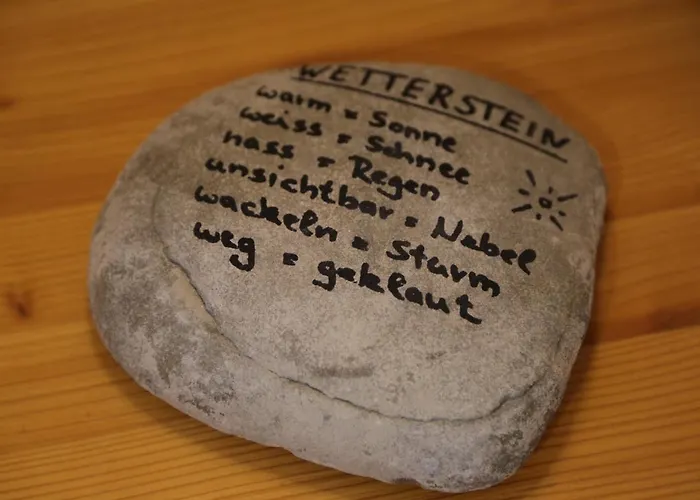 WETTERSTEIN
warm = Sonne
weiss = Schnee
nass = Regen
unsichtbar = Nebel
wackeln = Sturm
weg = geklaut